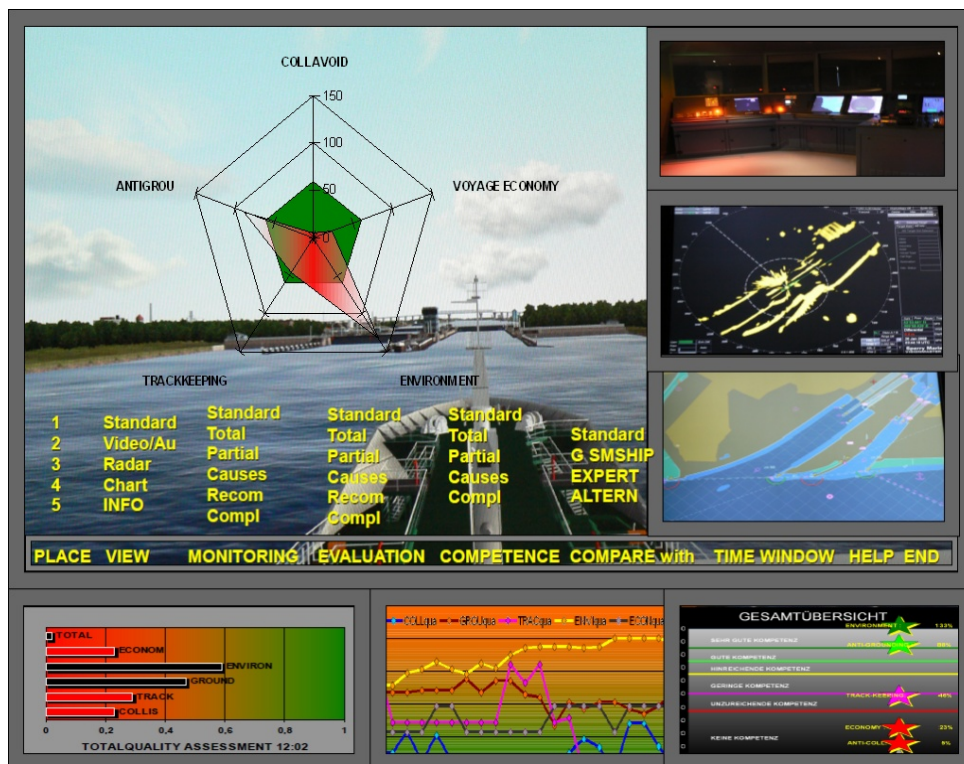 COLLAVOID
150
100
50
0
ANTIGROU
VOYAGE ECONOMY
TRACKKEEPING
ENVIRONMENT
1
2
3
4
5
Standard
Video/Au
Radar
Chart
INFO
Standard
Total
Partial
Causes
Recom
Compl
Standard
Total
Partial
Causes
Recom
Compl
Standard
Total
Partial
Causes
Compl
Standard
G.SMSHIP
EXPERT
ALTERN
PLACE VIEW MONITORING EVALUATION COMPETENCE COMPARE with TIME WINDOW HELP END
TOTAL
ECONOM
ENVIRON
GROUND
TRACK
COLLIS
0 0,2 0,4 0,6 0,8 1
TOTALQUALITY ASSESSMENT 12:02
COLLqua GROUqua TRACqua ENVIqua ECONqua
GESAMTÜBERSICHT
ENVIRONMENT 133%
SEHR GUTE KOMPETENZ
GUTE KOMPETENZ
HINREICHENDE KOMPETENZ
GERINGE KOMPETENZ
TRACK-KEEPING 46%
UNZUREICHENDE KOMPETENZ
ECONOMY 23%
KEINE KOMPETENZ